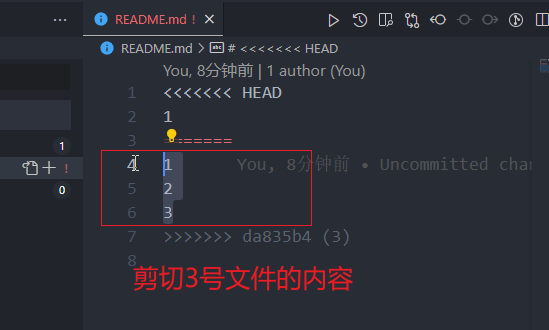 README.md !
README.md > # <<<<<<< HEAD
You, 8分钟前 | 1 author (You)
1 <<<<<<< HEAD
2 1
3 =======
4 1 You, 8分钟前 • Uncommitted chan
5 2
6 3
7 >>>>>>> da835b4 (3)
8
1
!
0
剪切3号文件的内容